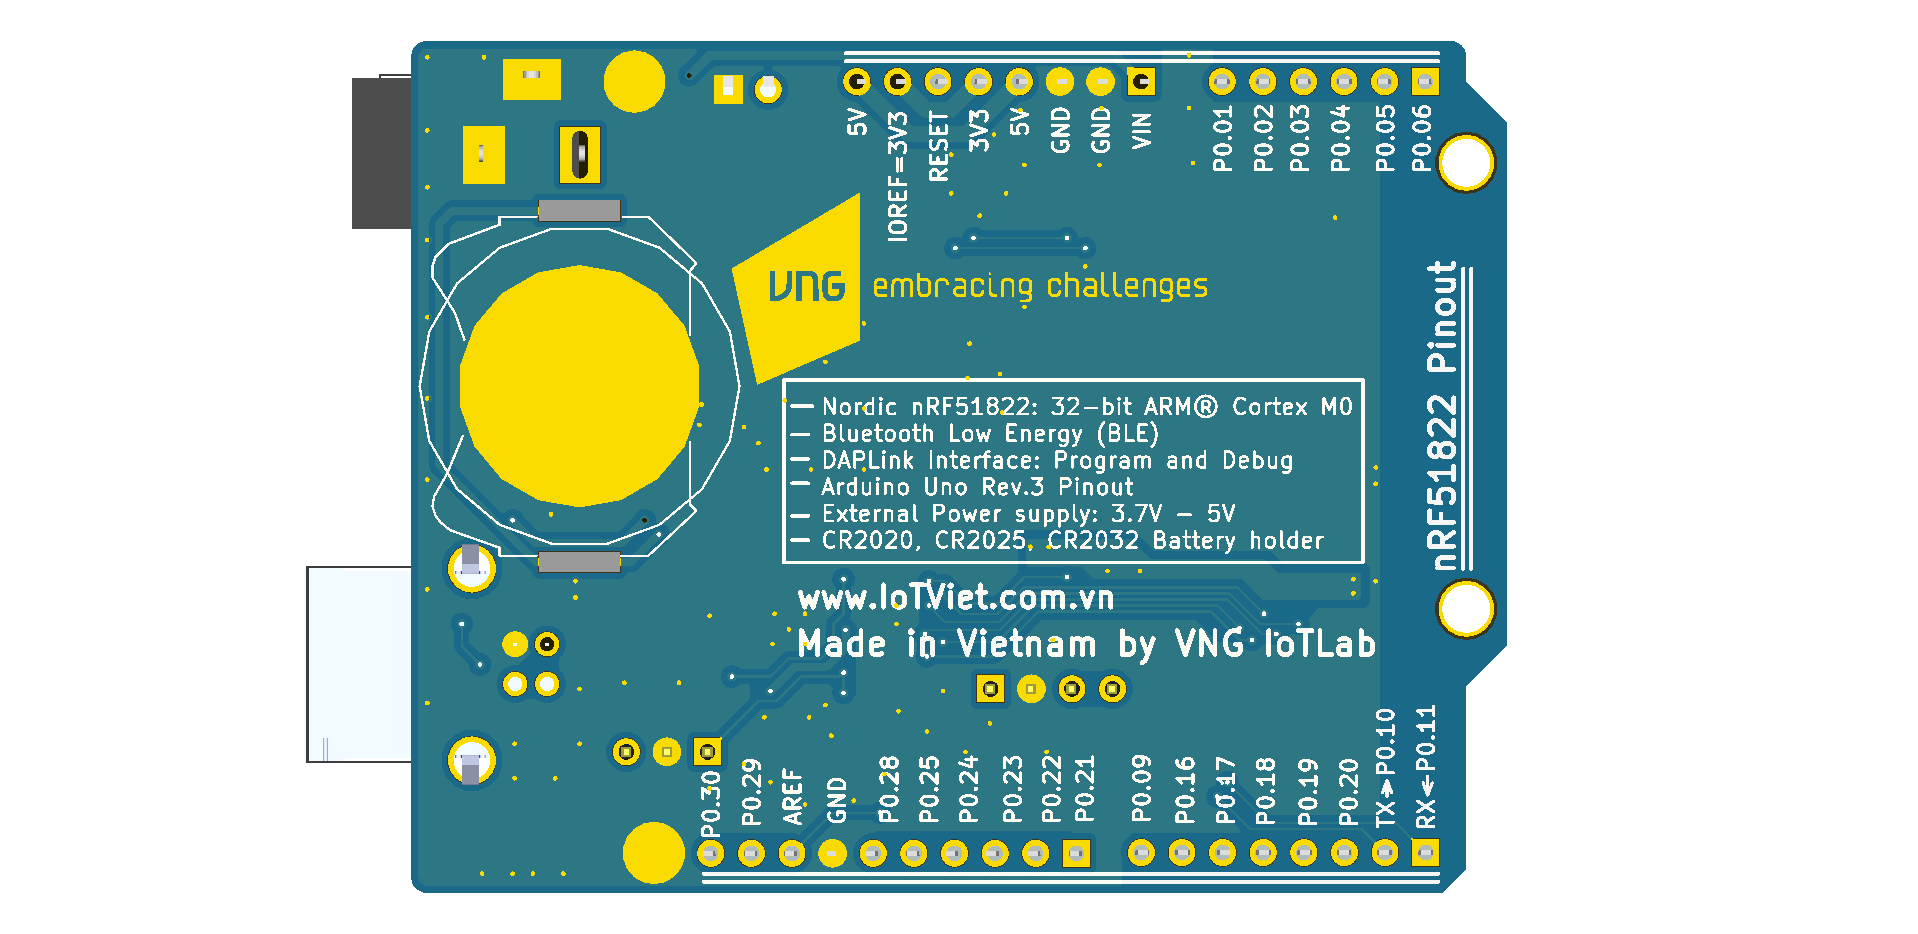 5V
IOREF=3V3
RESET
3V3
5V
GND
GND
VIN
P0.01
P0.02
P0.03
P0.04
P0.05
P0.06
VNG embracing challenges
nRF51822 Pinout
— Nordic nRF51822: 32-bit ARM® Cortex M0
— Bluetooth Low Energy (BLE)
— DAPLink Interface: Program and Debug
— Arduino Uno Rev.3 Pinout
— External Power supply: 3.7V - 5V
— CR2020, CR2025, CR2032 Battery holder
www.IoTViet.com.vn
Made in Vietnam by VNG IoTLab
P0.30
P0.29
AREF
GND
P0.28
P0.25
P0.24
P0.23
P0.22
P0.21
P0.09
P0.16
P0.17
P0.18
P0.19
P0.20
TX→P0.10
RX←P0.11